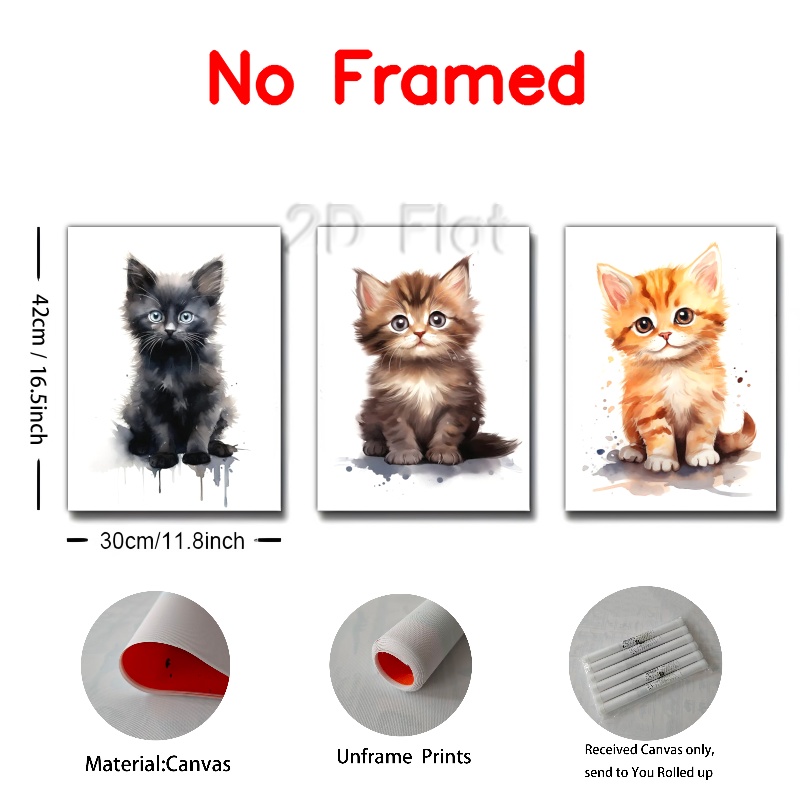 No Framed
2D Flat
42cm / 16.5inch
30cm/11.8inch
Material:Canvas
Unframe Prints
Received Canvas only,
send to You Rolled up